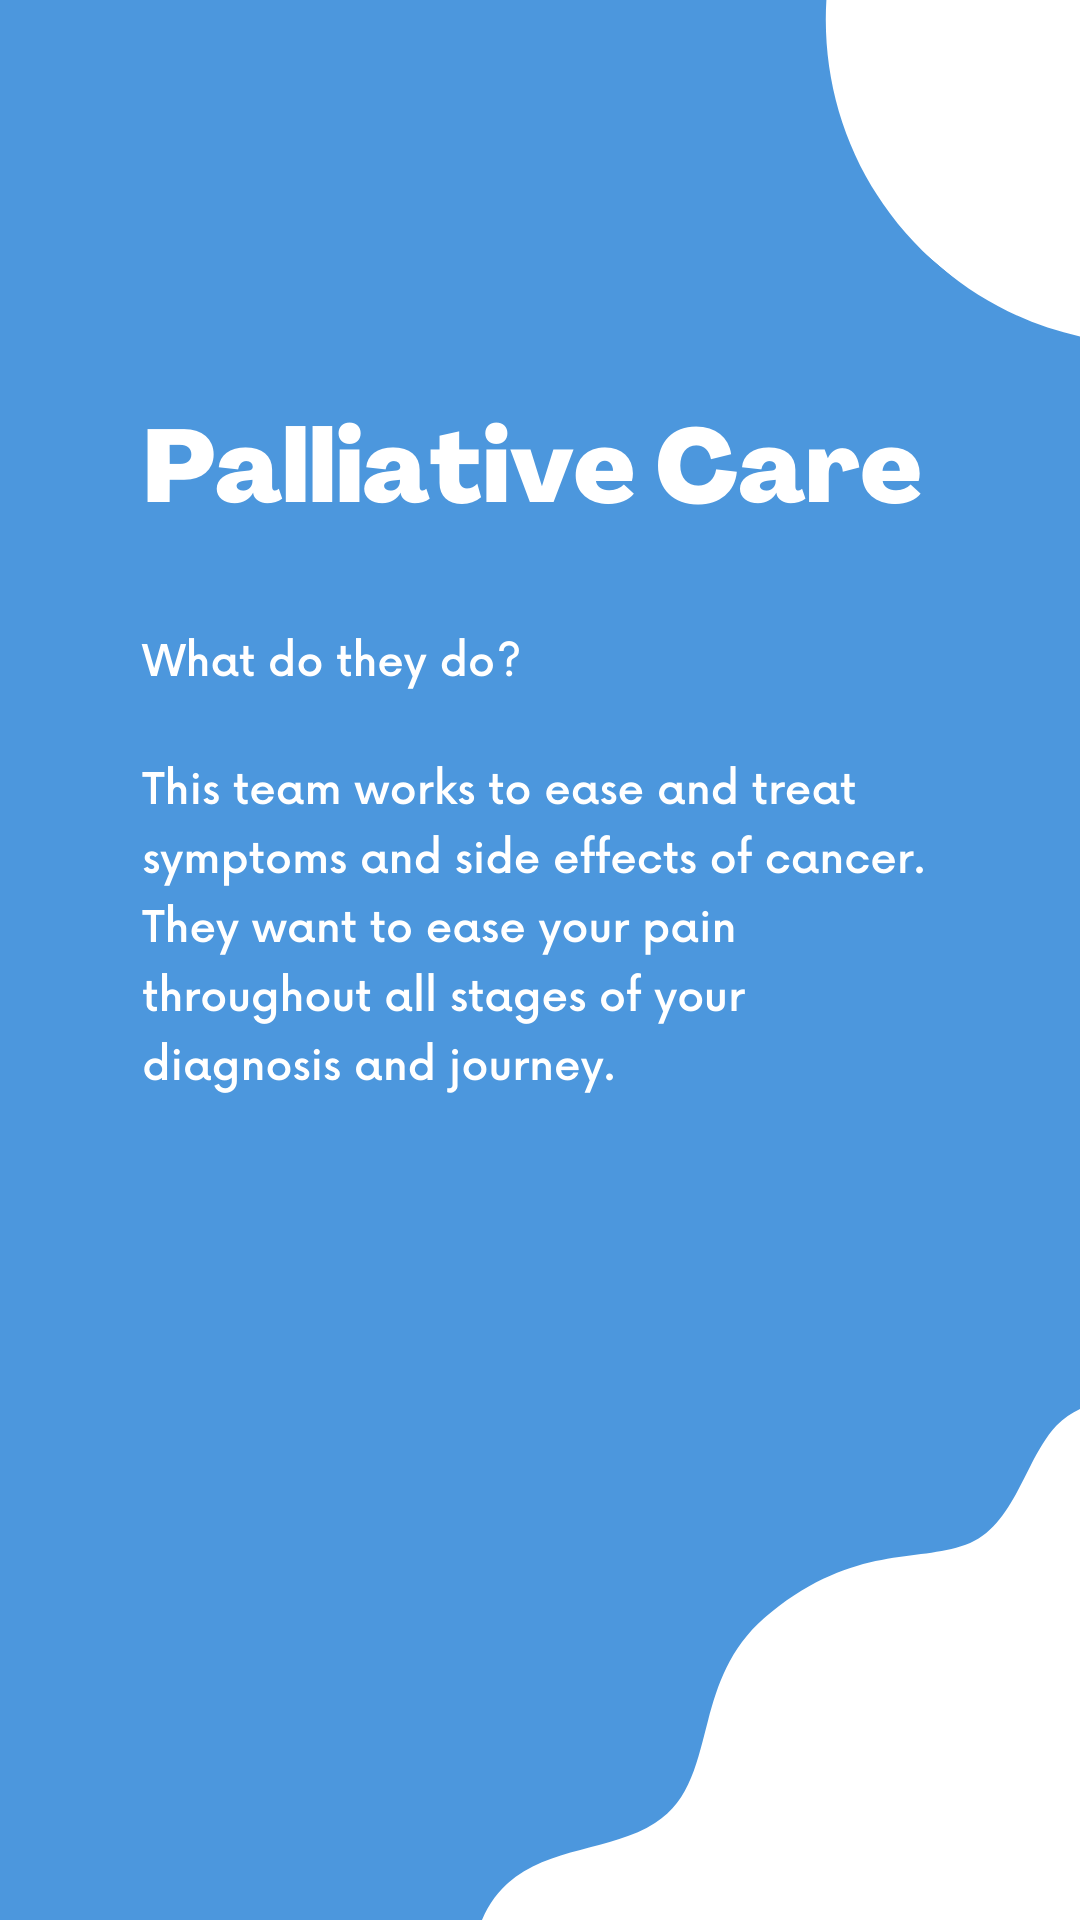 Palliative Care
What do they do?
This team works to ease and treat
symptoms and side effects of cancer.
They want to ease your pain
throughout all stages of your
diagnosis and journey.